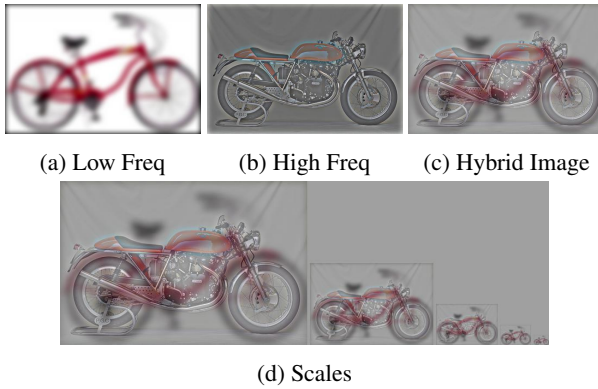 (a) Low Freq
(b) High Freq
(c) Hybrid Image
(d) Scales